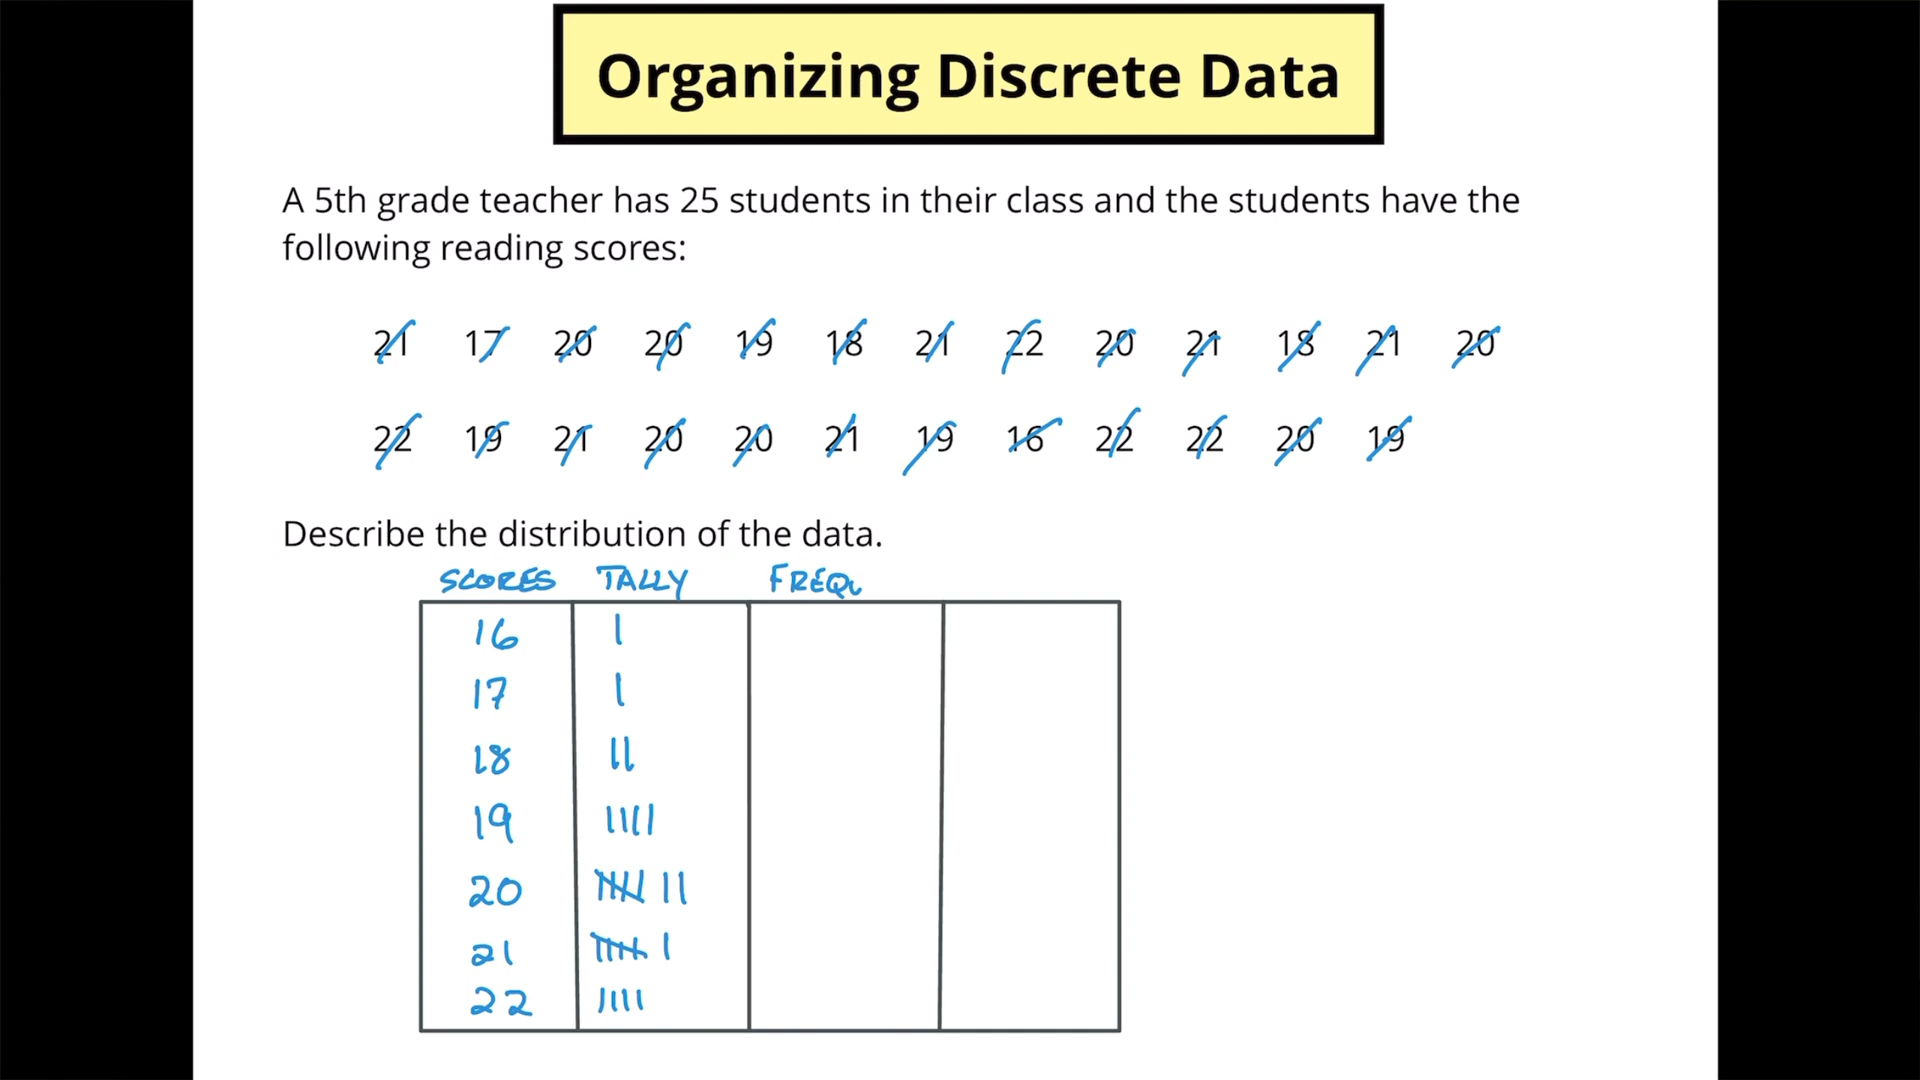 Organizing Discrete Data
A 5th grade teacher has 25 students in their class and the students have the
following reading scores:
21 17 20 20 19 18 21 22 20 21 18 21 20
22 19 21 20 20 21 19 16 22 22 20 19
Describe the distribution of the data.
SCORES TALLY FREQ
16 |
17 |
18 ||
19 ||||
20 |||| ||
21 |||| |
22 ||||